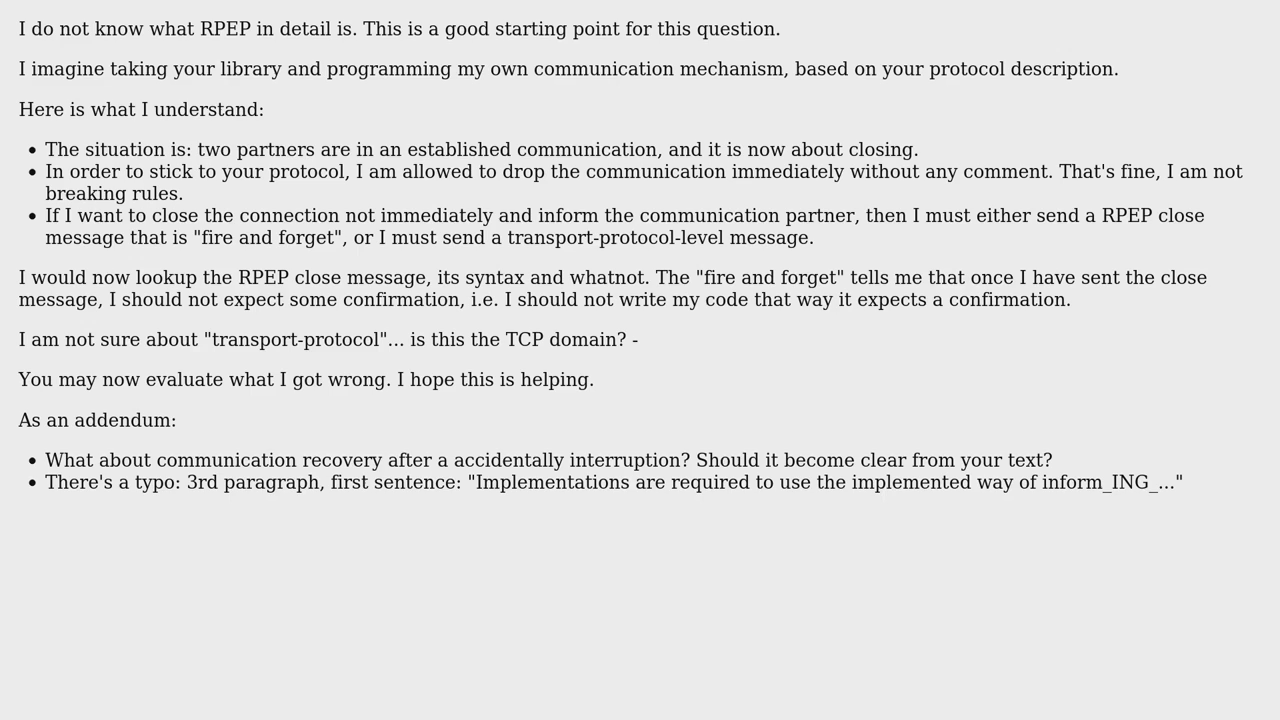 I do not know what RPEP in detail is. This is a good starting point for this question.
I imagine taking your library and programming my own communication mechanism, based on your protocol description.
Here is what I understand:
• The situation is: two partners are in an established communication, and it is now about closing.
• In order to stick to your protocol, I am allowed to drop the communication immediately without any comment. That's fine, I am not
breaking rules.
• If I want to close the connection not immediately and inform the communication partner, then I must either send a RPEP close
message that is "fire and forget", or I must send a transport-protocol-level message.
I would now lookup the RPEP close message, its syntax and whatnot. The "fire and forget" tells me that once I have sent the close
message, I should not expect some confirmation, i.e. I should not write my code that way it expects a confirmation.
I am not sure about "transport-protocol"... is this the TCP domain? -
You may now evaluate what I got wrong. I hope this is helping.
As an addendum:
• What about communication recovery after a accidentally interruption? Should it become clear from your text?
• There's a typo: 3rd paragraph, first sentence: "Implementations are required to use the implemented way of inform_ING_..."